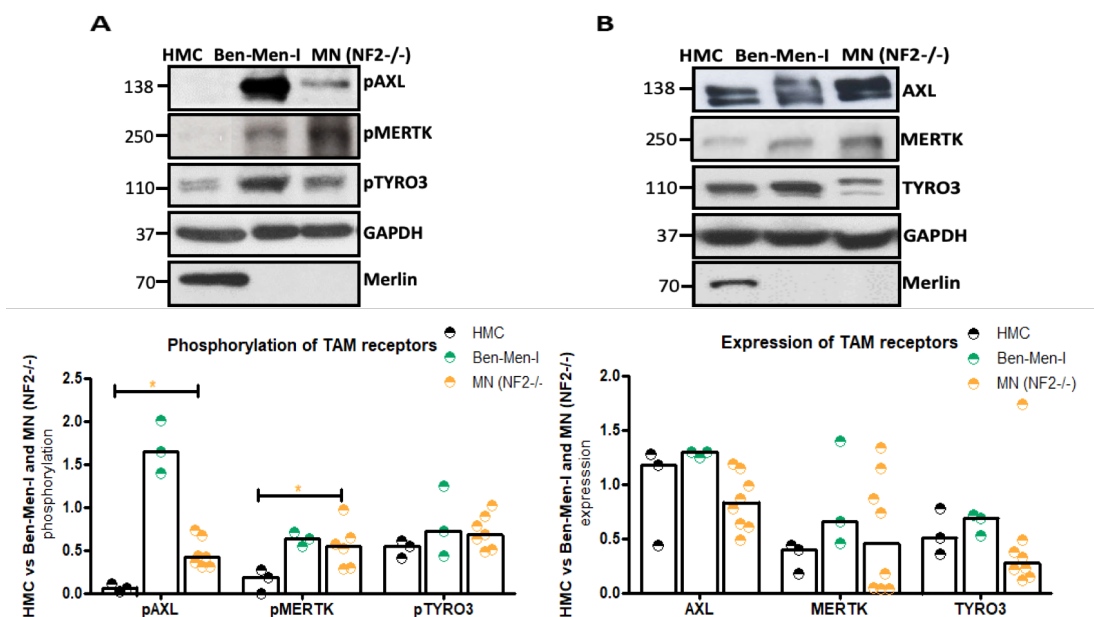 A
HMC Ben-Men-I MN (NF2-/-)
138 pAXL
250 pMERTK
110 pTYRO3
37 GAPDH
70 Merlin
B
HMC Ben-Men-I MN (NF2-/-)
138 AXL
250 MERTK
110 TYRO3
37 GAPDH
70 Merlin
Phosphorylation of TAM receptors
HMC
Ben-Men-I
MN (NF2-/-
HMC vs Ben-Men-I and MN (NF2-/-)
phosphorylation
2.5
2.0
1.5
1.0
0.5
0.0
*
*
pAXL pMERTK pTYRO3
Expression of TAM receptors
HMC
Ben-Men-I
MN (NF2-/-)
HMC vs Ben-Men-I and MN (NF2-/-)
expresssion
2.0
1.5
1.0
0.5
0.0
AXL MERTK TYRO3